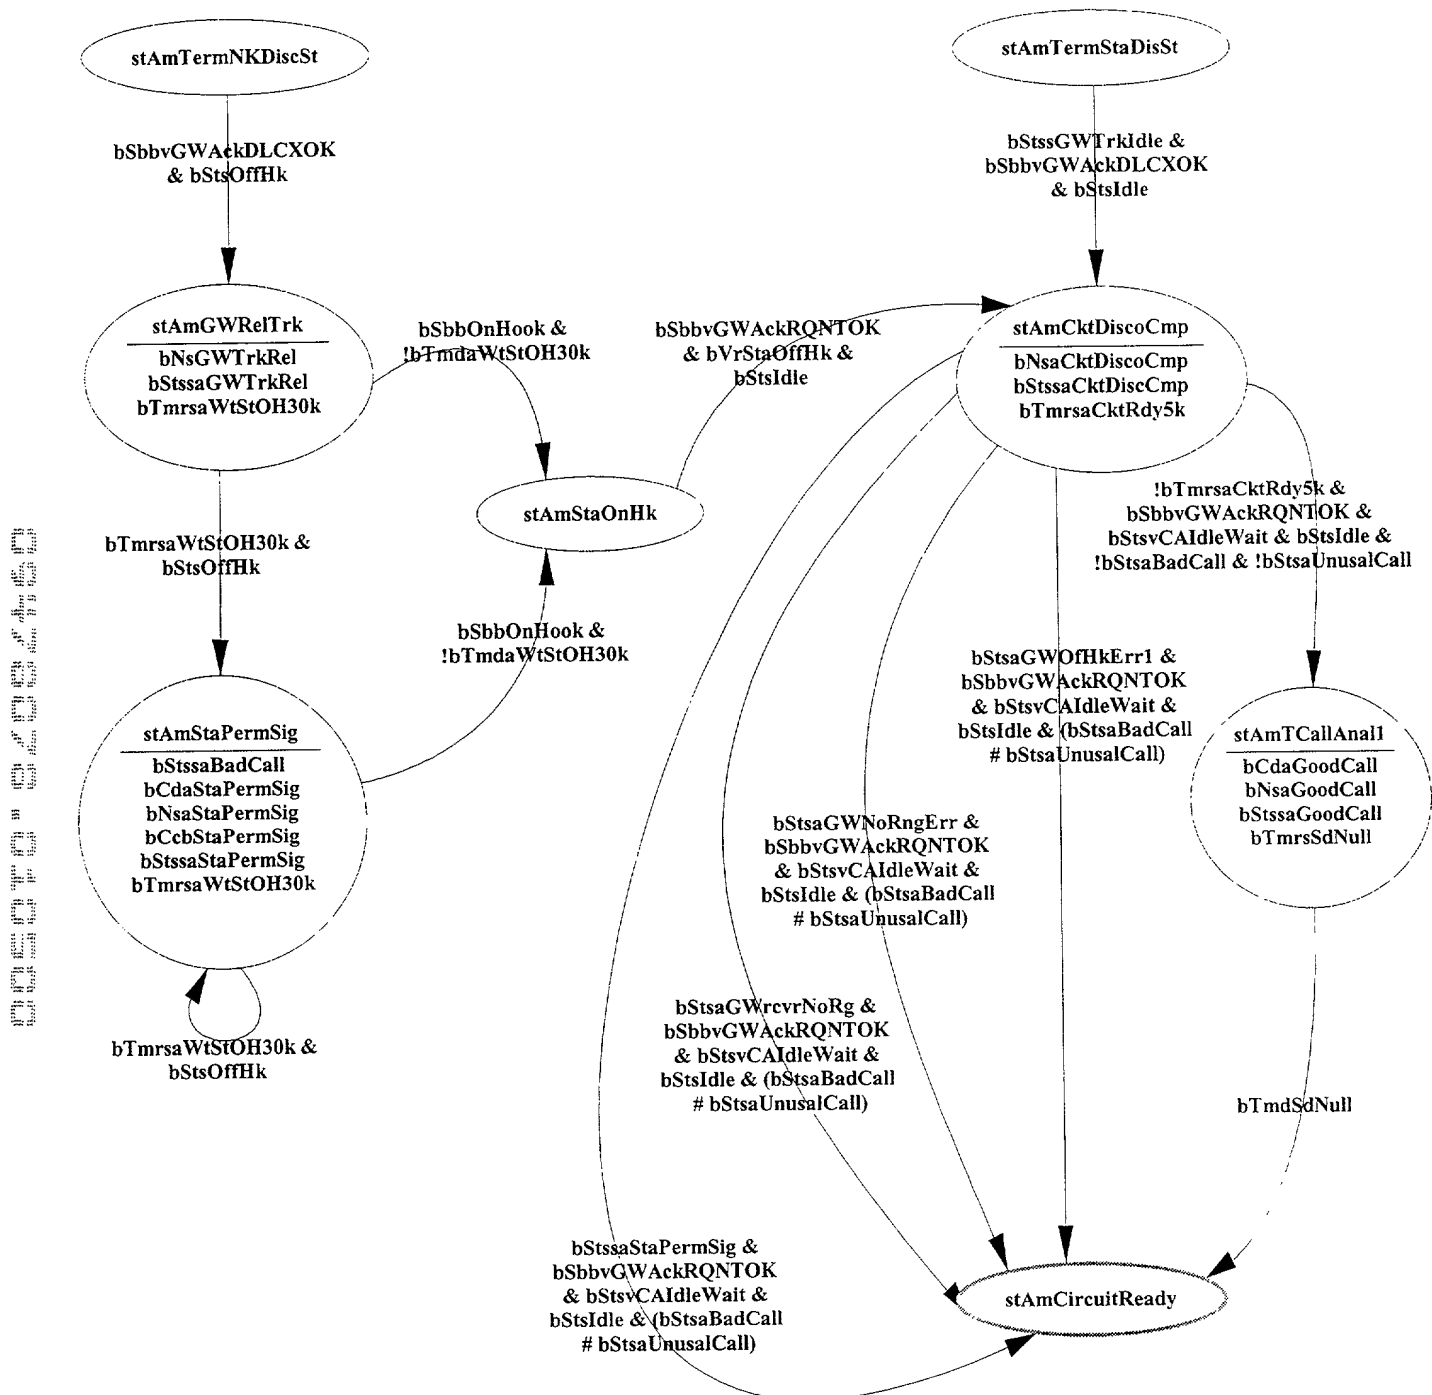 stAmTermNKDiscSt
stAmTermStaDisSt
bSbbvGWAckDLCXOK
& bStsOffHk
bStssGWTrkIdle &
bSbbvGWAckDLCXOK
& bStsIdle
stAmGWRelTrk
bNsGWTrkRel
bStssaGWTrkRel
bTmrsaWtStOH30k
bSbbOnHook &
!bTmdaWtStOH30k
bSbbvGWAckRQNTOK
& bVrStaOffHk &
bStsIdle
stAmCktDiscoCmp
bNsaCktDiscoCmp
bStssaCktDiscCmp
bTmrsaCktRdy5k
stAmStaOnHk
!bTmrsaCktRdy5k &
bSbbvGWAckRQNTOK &
bStsvCAIdleWait & bStsIdle &
!bStsaBadCall & !bStsaUnusalCall
bTmrsaWtStOH30k &
bStsOffHk
bSbbOnHook &
!bTmdaWtStOH30k
bStsaGWOfHkErr1 &
bSbbvGWAckRQNTOK
& bStsvCAIdleWait &
bStsIdle & (bStsaBadCall
# bStsaUnusalCall)
stAmStaPermSig
bStssaBadCall
bCdaStaPermSig
bNsaStaPermSig
bCcbStaPermSig
bStssaStaPermSig
bTmrsaWtStOH30k
stAmTCallAnal1
bCdaGoodCall
bNsaGoodCall
bStssaGoodCall
bTmrsSdNull
bStsaGWNoRngErr &
bSbbvGWAckRQNTOK
& bStsvCAIdleWait &
bStsIdle & (bStsaBadCall
# bStsaUnusalCall)
bTmrsaWtStOH30k &
bStsOffHk
bStsaGWrcvrNoRg &
bSbbvGWAckRQNTOK
& bStsvCAIdleWait &
bStsIdle & (bStsaBadCall
# bStsaUnusalCall)
bTmdSdNull
bStssaStaPermSig &
bSbbvGWAckRQNTOK
& bStsvCAIdleWait &
bStsIdle & (bStsaBadCall
# bStsaUnusalCall)
stAmCircuitReady